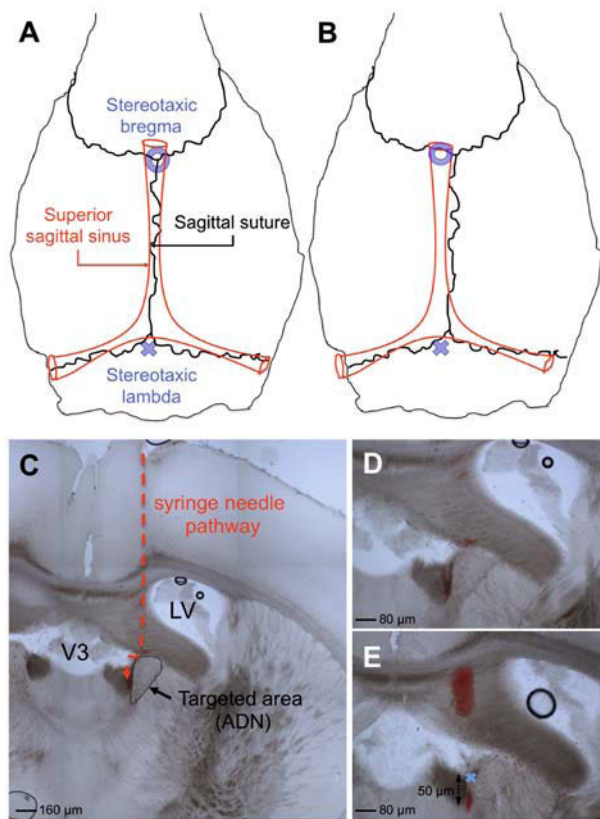 A
B
Stereotaxic
bregma
Superior
sagittal sinus
Sagittal suture
Stereotaxic
lambda
C
syringe needle
pathway
LV
V3
Targeted area
(ADN)
160 µm
D
80 µm
E
50 µm
80 µm